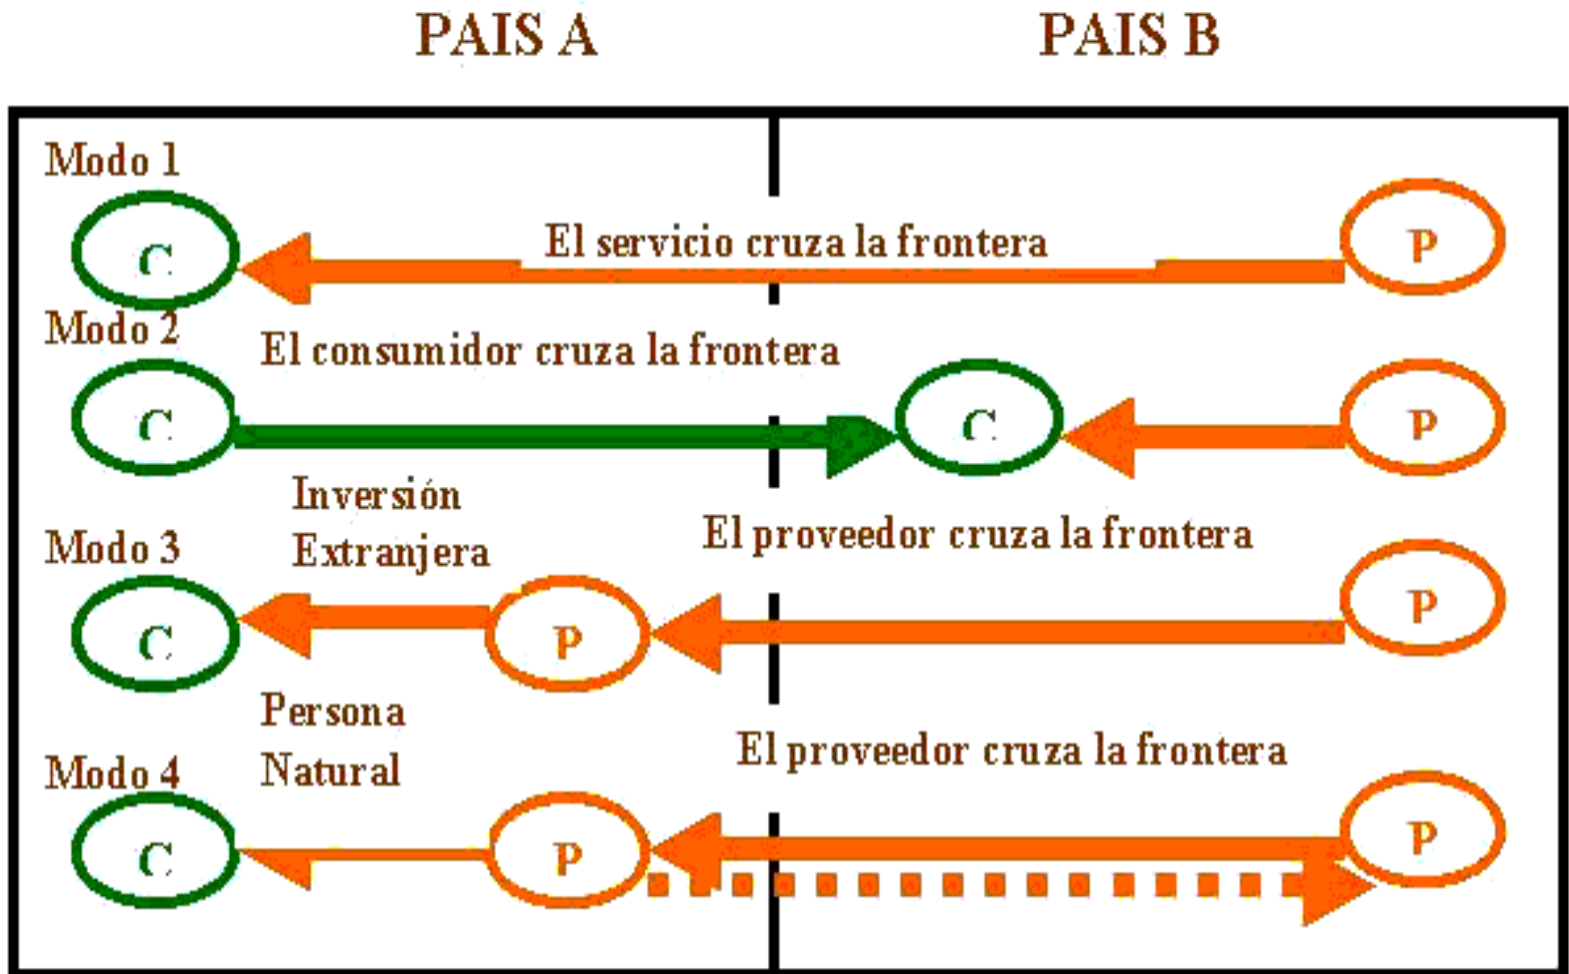 PAIS A
PAIS B
Modo 1
C
El servicio cruza la frontera
P
Modo 2
El consumidor cruza la frontera
C
C
P
Inversión
Extranjera
El proveedor cruza la frontera
Modo 3
C
P
P
Persona
Natural
El proveedor cruza la frontera
Modo 4
C
P
P